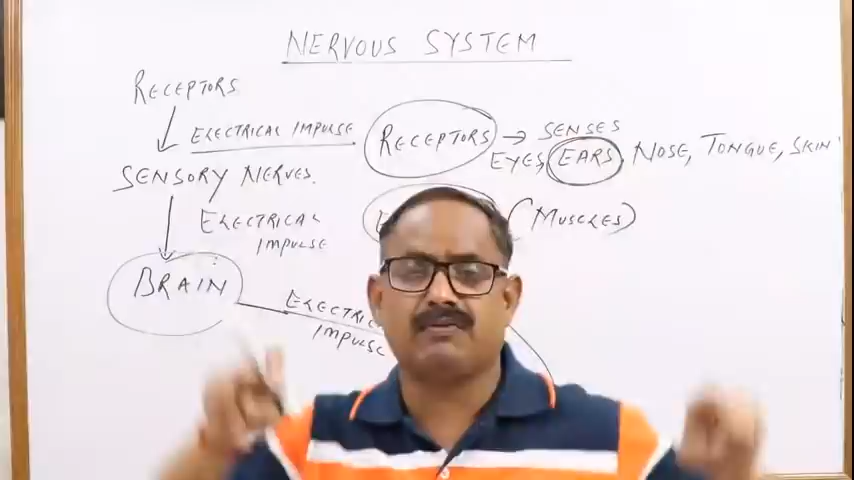 NERVOUS SYSTEM
RECEPTORS
ELECTRICAL IMPULSE
RECEPTORS → SENSES
EYES, EARS, NOSE, TONGUE, SKIN
SENSORY NERVES.
ELECTRICAL
IMPULSE
(MUSCLES)
BRAIN
IMPULSE